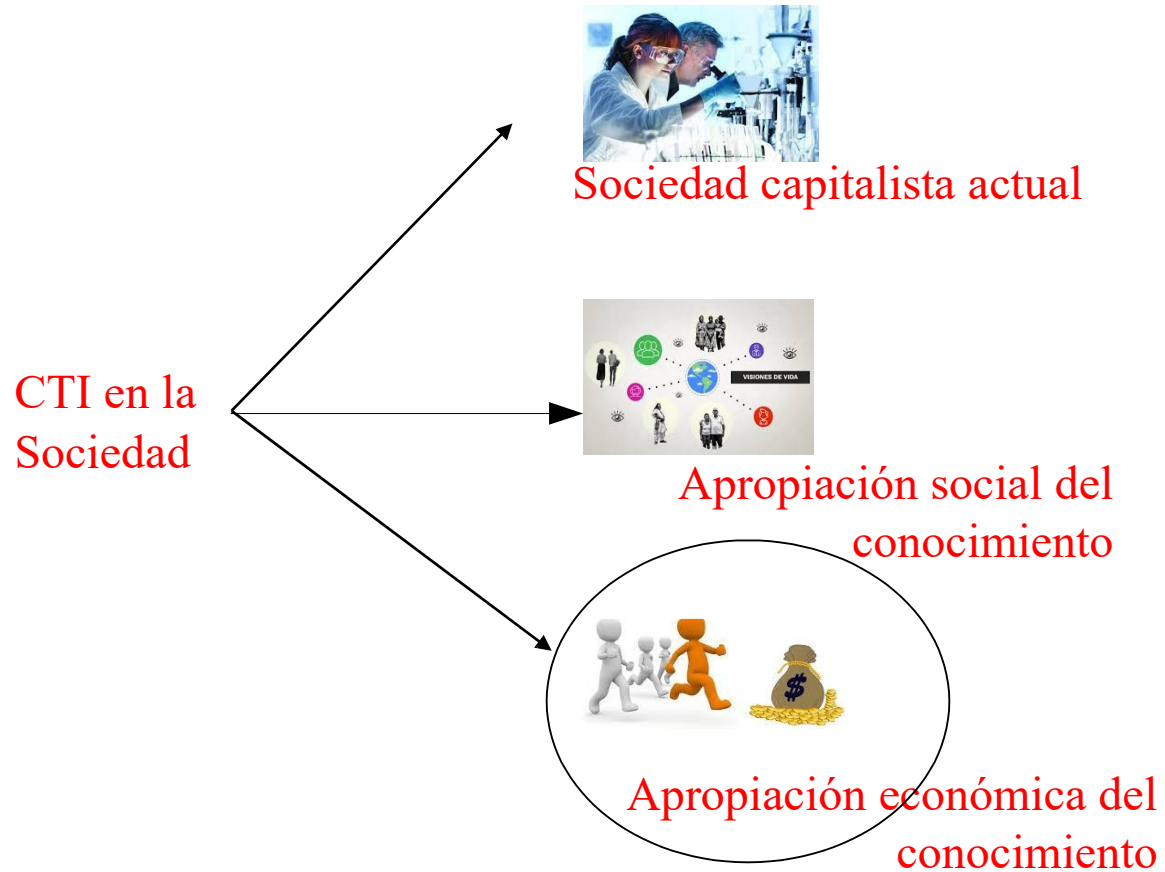 Sociedad capitalista actual
VISIONES DE VIDA
CTI en la
Sociedad
Apropiación social del
conocimiento
$
Apropiación económica del
conocimiento